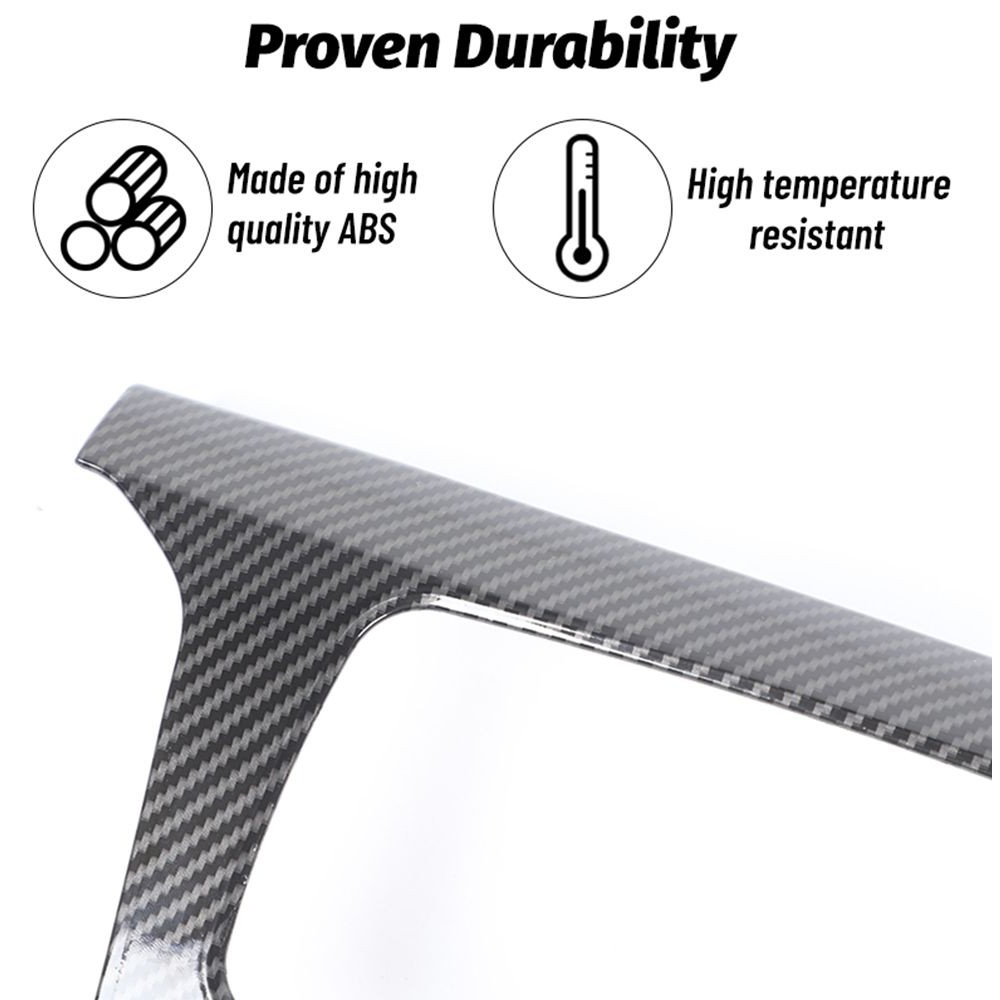 Proven Durability
Made of high
quality ABS
High temperature
resistant